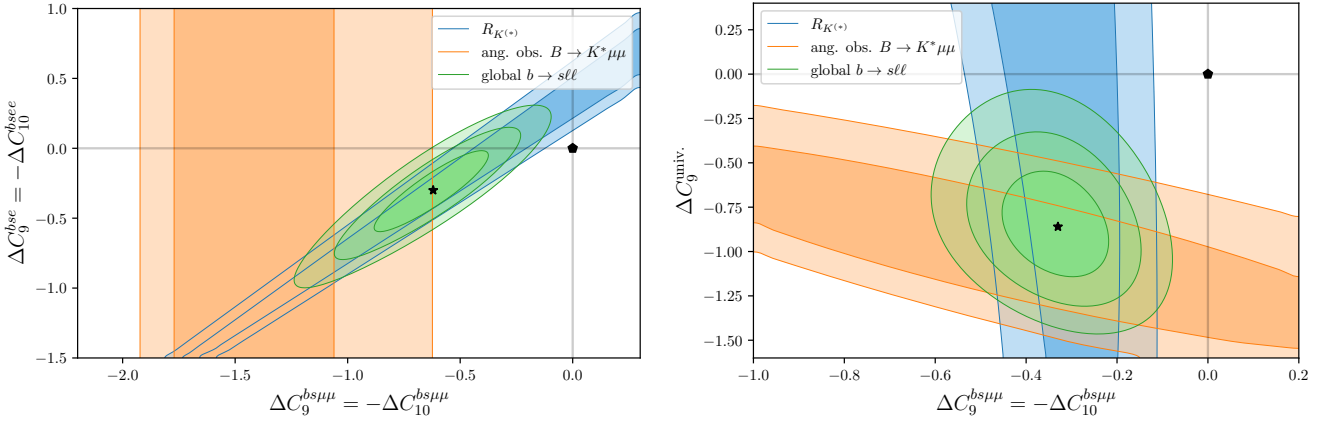 1.0
0.5
0.0
−0.5
−1.0
−1.5
−2.0
−1.5
−1.0
−0.5
0.0
ΔC_9^{bse} = −ΔC_{10}^{bsee}
ΔC_9^{bsμμ} = −ΔC_{10}^{bsμμ}
R_{K^{(*)}}
ang. obs. B → K^*μμ
global b → sℓℓ
0.25
0.00
−0.25
−0.50
−0.75
−1.00
−1.25
−1.50
−1.0
−0.8
−0.6
−0.4
−0.2
0.0
0.2
ΔC_9^{univ.}
ΔC_9^{bsμμ} = −ΔC_{10}^{bsμμ}
R_{K^{(*)}}
ang. obs. B → K^*μμ
global b → sℓℓ